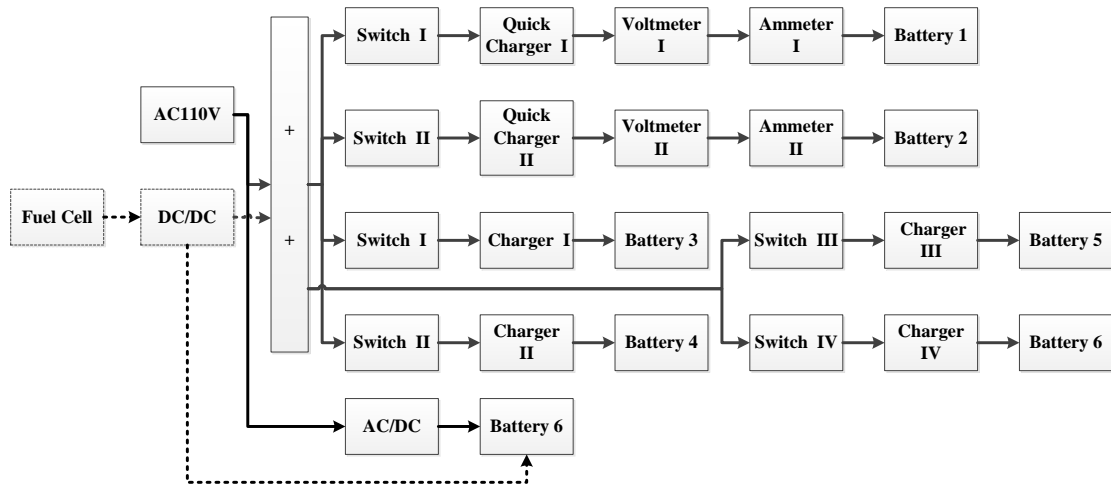 Switch I
Quick
Charger I
Voltmeter
I
Ammeter
I
Battery 1
AC110V
+
Switch II
Quick
Charger
II
Voltmeter
II
Ammeter
II
Battery 2
Fuel Cell
DC/DC
+
Switch I
Charger I
Battery 3
Switch III
Charger
III
Battery 5
Switch II
Charger
II
Battery 4
Switch IV
Charger
IV
Battery 6
AC/DC
Battery 6